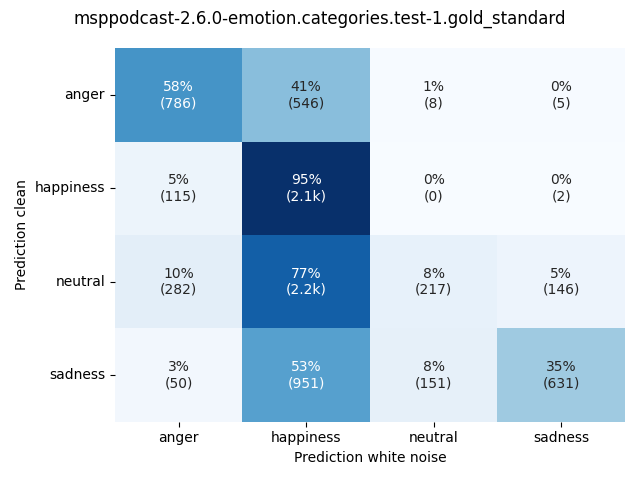 msppodcast-2.6.0-emotion.categories.test-1.gold_standard
Prediction clean
anger
58%
(786)
41%
(546)
1%
(8)
0%
(5)
happiness
5%
(115)
95%
(2.1k)
0%
(0)
0%
(2)
neutral
10%
(282)
77%
(2.2k)
8%
(217)
5%
(146)
sadness
3%
(50)
53%
(951)
8%
(151)
35%
(631)
anger
happiness
neutral
sadness
Prediction white noise